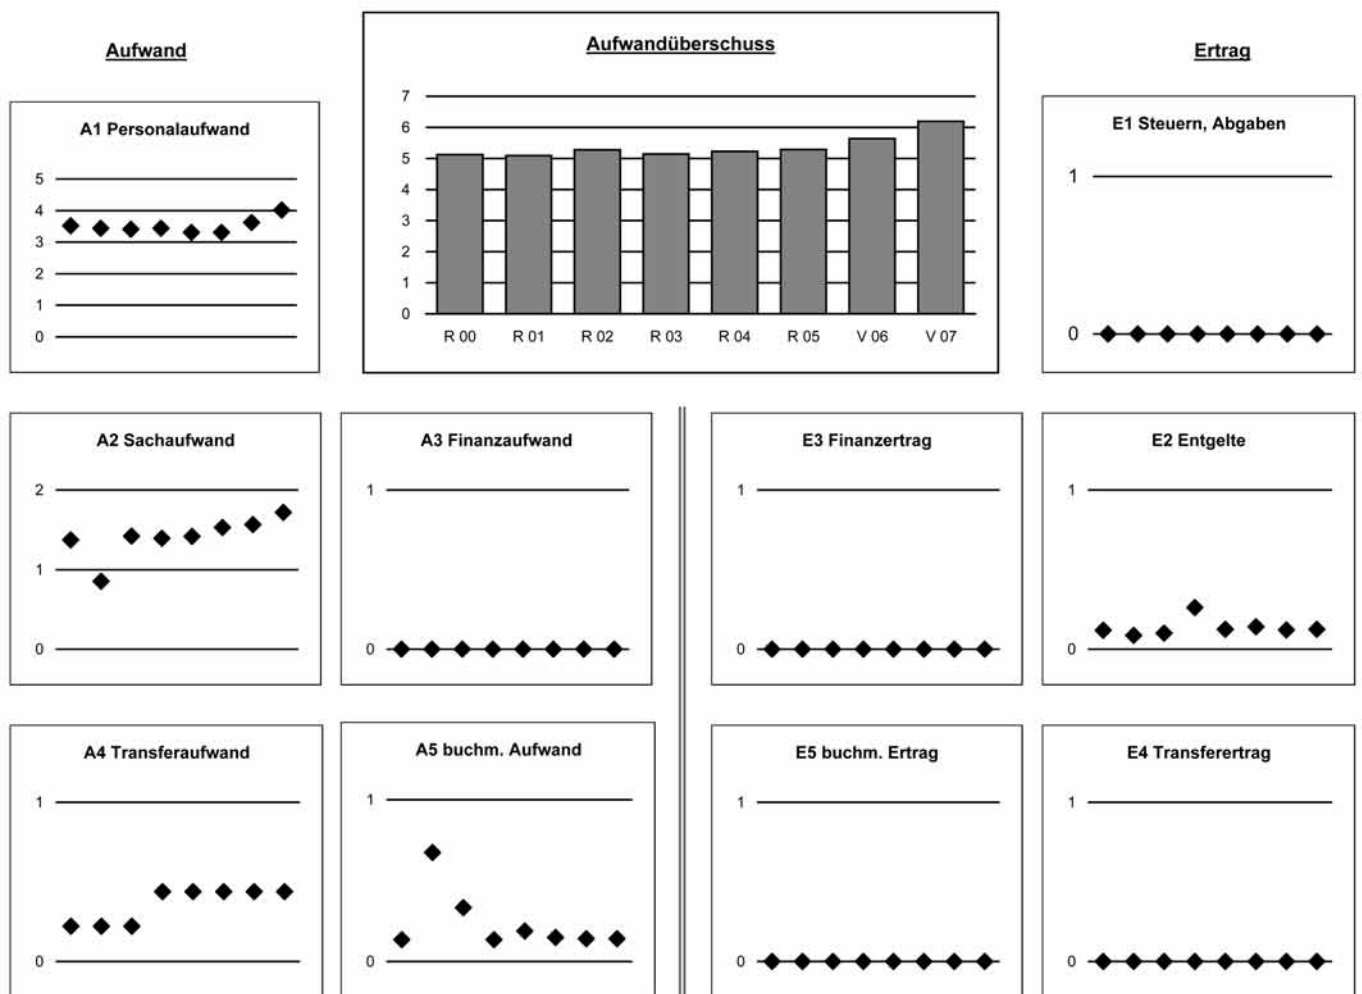 Aufwand
Aufwandüberschuss
Ertrag
A1 Personalaufwand
5
4
3
2
1
0
7
6
5
4
3
2
1
0
R 00 R 01 R 02 R 03 R 04 R 05 V 06 V 07
E1 Steuern, Abgaben
1
0
A2 Sachaufwand
2
1
0
A3 Finanzaufwand
1
0
E3 Finanzertrag
1
0
E2 Entgelte
1
0
A4 Transferaufwand
1
0
A5 buchm. Aufwand
1
0
E5 buchm. Ertrag
1
0
E4 Transferertrag
1
0